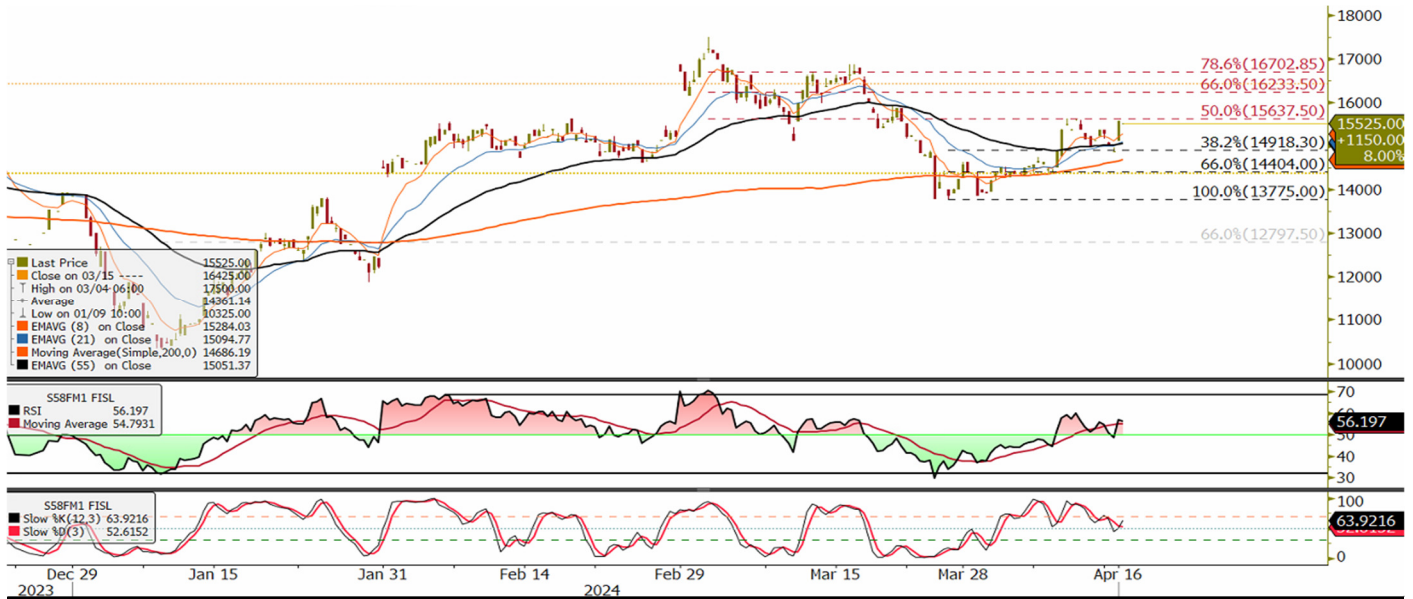 18000
17000
16000
15525.00
+1150.00
8.00%
14000
13000
12000
11000
10000
78.6%(16702.85)
66.0%(16233.50)
50.0%(15637.50)
38.2%(14918.30)
66.0%(14404.00)
100.0%(13775.00)
66.0%(12797.50)
Last Price 15525.00
Close on 03/15 ---- 16425.00
High on 03/04 06:00 17500.00
Average 14361.14
Low on 01/09 10:00 10325.00
EMAVG (8) on Close 15284.03
EMAVG (21) on Close 15094.77
Moving Average(Simple,200,0) 14686.19
EMAVG (55) on Close 15051.37
S58FM1 FISL
RSI 56.197
Moving Average 54.7931
70
56.197
50
40
30
S58FM1 FISL
Slow %K(12,3) 63.9216
Slow %D(3) 52.6152
100
63.9216
0
Dec 29 Jan 15 Jan 31 Feb 14 Feb 29 Mar 15 Mar 28 Apr 16
2023 2024